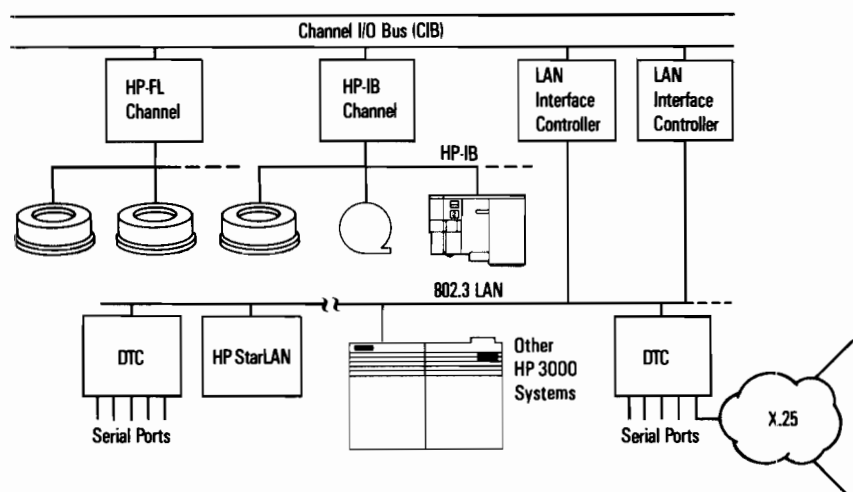 Channel I/O Bus (CIB)
HP-FL
Channel
HP-IB
Channel
LAN
Interface
Controller
LAN
Interface
Controller
HP-IB
802.3 LAN
DTC
HP StarLAN
Other
HP 3000
Systems
DTC
X.25
Serial Ports
Serial Ports